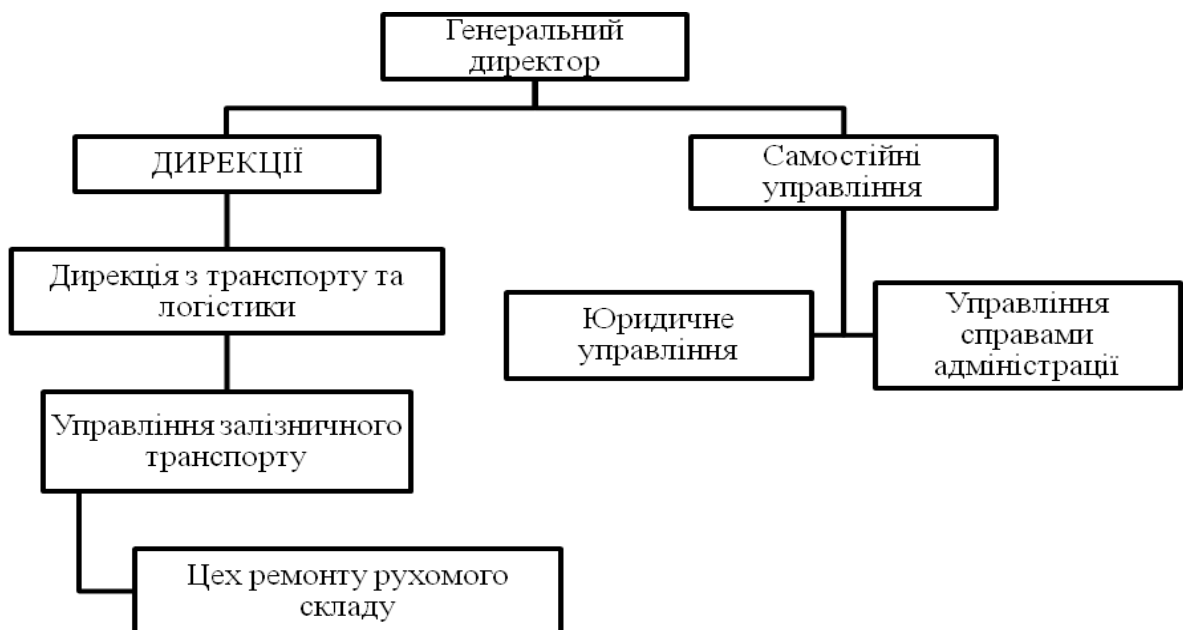 Генеральний
директор
ДИРЕКЦІЇ
Самостійні
управління
Дирекція з транспорту та
логістики
Юридичне
управління
Управління
справами
адміністрації
Управління залізничного
транспорту
Цех ремонту рухомого
складу